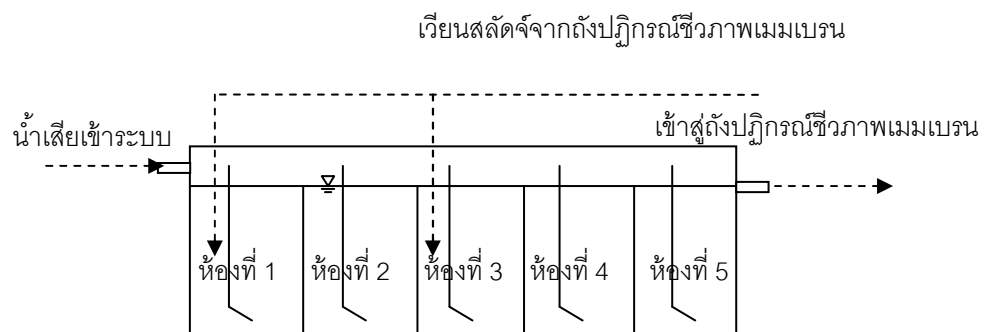 เวียนสลัดจ์จากถังปฏิกรณ์ชีวภาพเมมเบรน
น้ำเสียเข้าระบบ
เข้าสู่ถังปฏิกรณ์ชีวภาพเมมเบรน
ห้องที่ 1
ห้องที่ 2
ห้องที่ 3
ห้องที่ 4
ห้องที่ 5